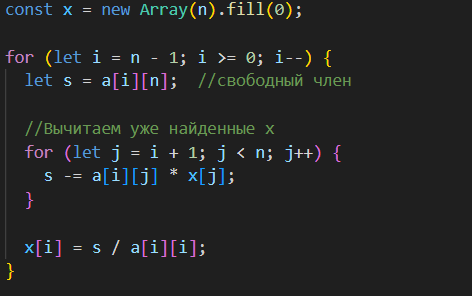 const x = new Array(n).fill(0);
for (let i = n - 1; i >= 0; i--) {
let s = a[i][n]; //свободный член
//Вычитаем уже найденные x
for (let j = i + 1; j < n; j++) {
s -= a[i][j] * x[j];
}
x[i] = s / a[i][i];
}